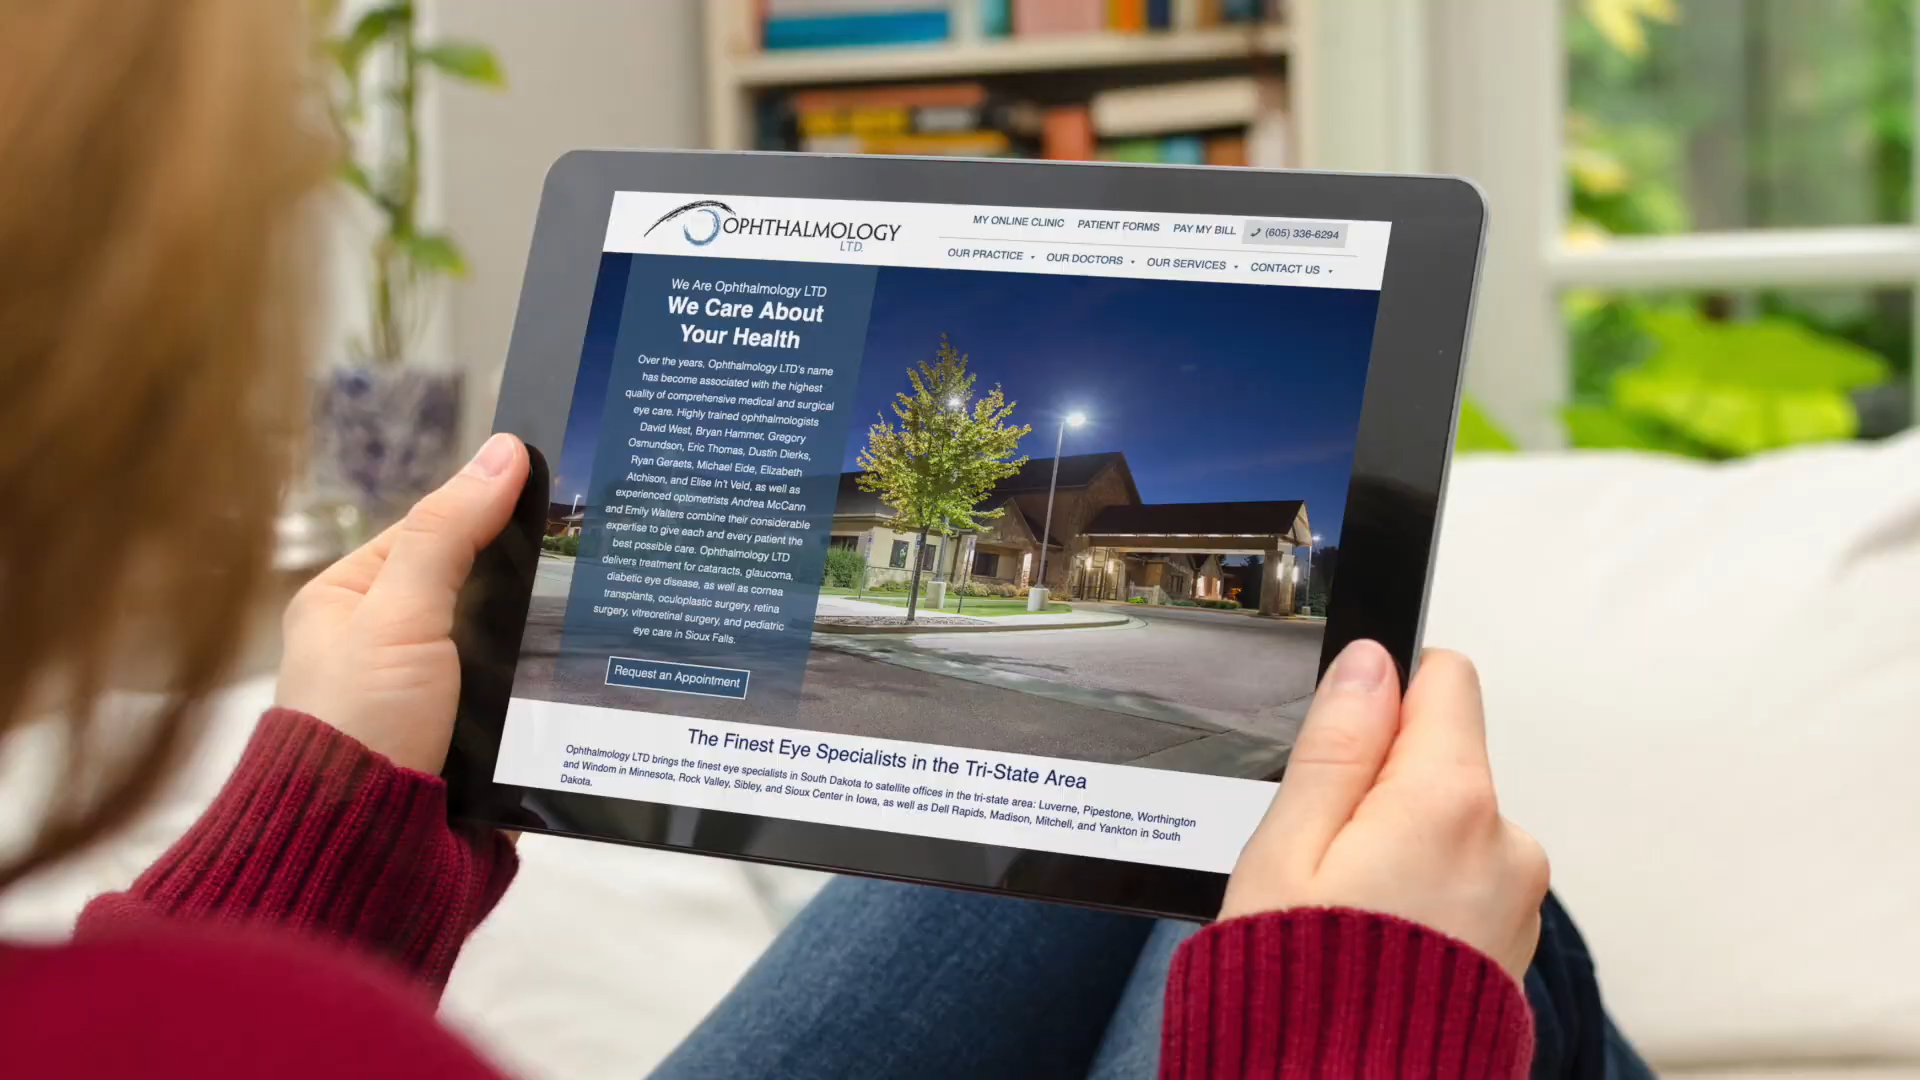 OPHTHALMOLOGY
LTD.
MY ONLINE CLINIC PATIENT FORMS PAY MY BILL (605) 336-6294
OUR PRACTICE OUR DOCTORS OUR SERVICES CONTACT US
We Are Ophthalmology LTD
We Care About
Your Health
Over the years, Ophthalmology LTD's name
has become associated with the highest
quality of comprehensive medical and surgical
eye care. Highly trained ophthalmologists
David West, Bryan Hammer, Gregory
Osmundson, Eric Thomas, Dustin Dierks,
Ryan Geraets, Michael Eide, Elizabeth
Atchison, and Elise In't Veld, as well as
experienced optometrists Andrea McCann
and Emily Walters combine their considerable
expertise to give each and every patient the
best possible care. Ophthalmology LTD
delivers treatment for cataracts, glaucoma,
diabetic eye disease, as well as cornea
transplants, oculoplastic surgery, retina
surgery, vitreoretinal surgery, and pediatric
eye care in Sioux Falls.
Request an Appointment
The Finest Eye Specialists in the Tri-State Area
Ophthalmology LTD brings the finest eye specialists in South Dakota to satellite offices in the tri-state area: Luverne, Pipestone, Worthington
and Windom in Minnesota, Rock Valley, Sibley, and Sioux Center in Iowa, as well as Dell Rapids, Madison, Mitchell, and Yankton in South
Dakota.